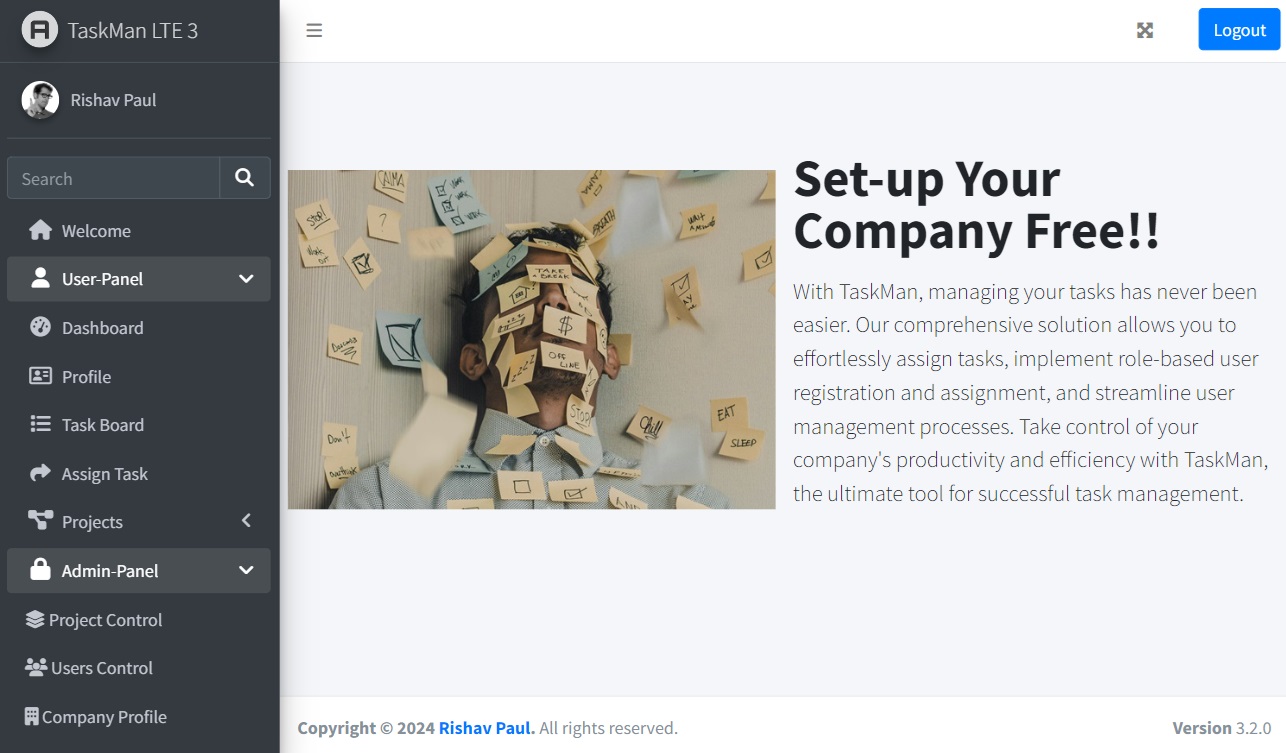 TaskMan LTE 3
Logout
Rishav Paul
Search
Welcome
User-Panel
Dashboard
Profile
Task Board
Assign Task
Projects
Admin-Panel
Project Control
Users Control
Company Profile
CALMA
STOP!
?
BREATH
TAKE
A BREAK
$
OFF
LINE
STOP
Chill
EAT
SLEEP
Don't
Set-up Your
Company Free!!
With TaskMan, managing your tasks has never been
easier. Our comprehensive solution allows you to
effortlessly assign tasks, implement role-based user
registration and assignment, and streamline user
management processes. Take control of your
company's productivity and efficiency with TaskMan,
the ultimate tool for successful task management.
Copyright © 2024 Rishav Paul. All rights reserved.
Version 3.2.0